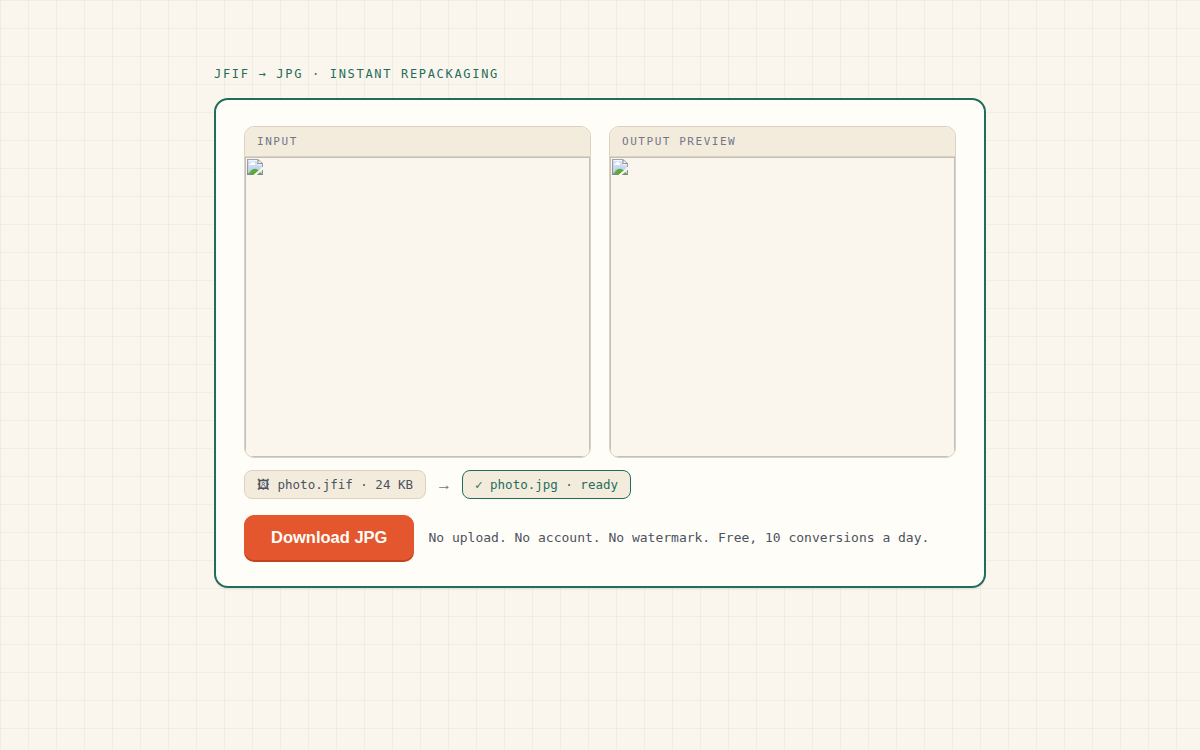 JFIF → JPG · INSTANT REPACKAGING
INPUT
OUTPUT PREVIEW
🖼 photo.jfif · 24 KB
→
✓ photo.jpg · ready
Download JPG
No upload. No account. No watermark. Free, 10 conversions a day.